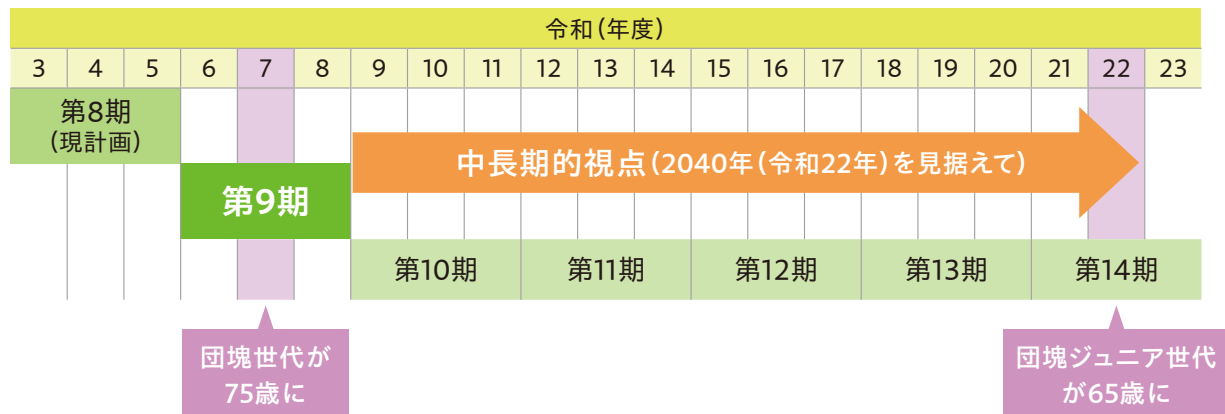 令和(年度)
3 4 5 6 7 8 9 10 11 12 13 14 15 16 17 18 19 20 21 22 23
第8期
(現計画)
中長期的視点(2040年(令和22年)を見据えて)
第9期
第10期 第11期 第12期 第13期 第14期
団塊世代が
75歳に
団塊ジュニア世代
が65歳に